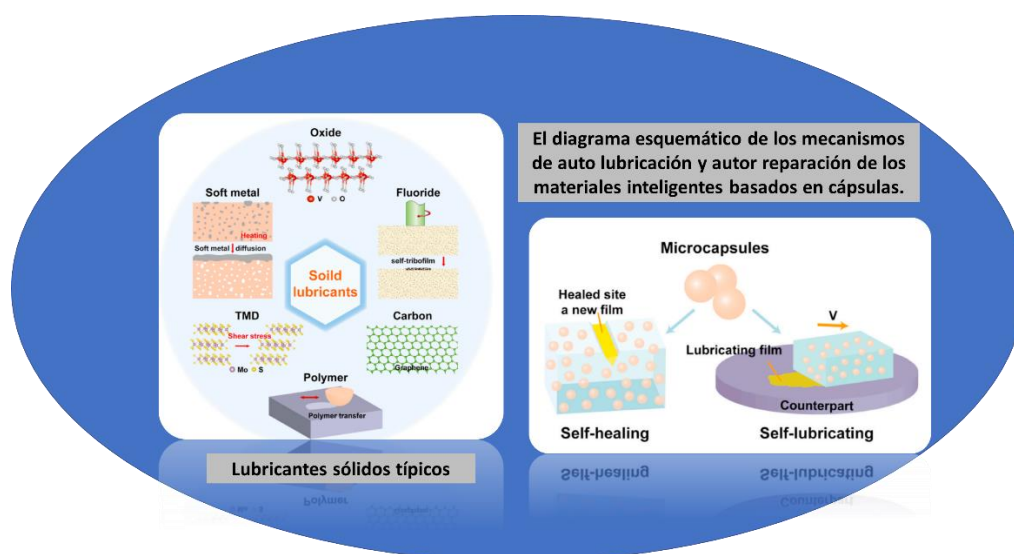 Oxide
V O
Soft metal
Heating
Soft metal diffusion
Fluoride
self-tribofilm
Soild
lubricants
TMD
Shear stress
Mo S
Carbon
Graphene
Polymer
Polymer transfer
Lubricantes sólidos típicos
El diagrama esquemático de los mecanismos
de auto lubricación y autor reparación de los
materiales inteligentes basados en cápsulas.
Microcapsules
Healed site
a new film
V
Lubricating film
Counterpart
Self-healing
Self-lubricating